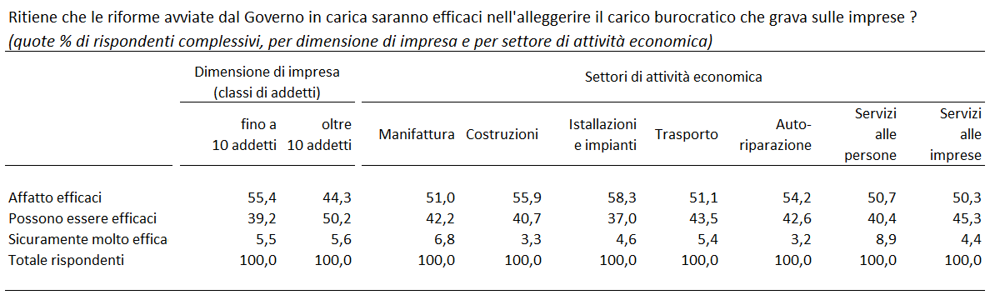 Ritiene che le riforme avviate dal Governo in carica saranno efficaci nell'alleggerire il carico burocratico che grava sulle imprese ?
(quote % di rispondenti complessivi, per dimensione di impresa e per settore di attività economica)
Dimensione di impresa
(classi di addetti)
Settori di attività economica
fino a
10 addetti
oltre
10 addetti
Manifattura
Costruzioni
Istallazioni
e impianti
Trasporto
Auto-
riparazione
Servizi
alle
persone
Servizi
alle
imprese
Affatto efficaci 55,4 44,3 51,0 55,9 58,3 51,1 54,2 50,7 50,3
Possono essere efficaci 39,2 50,2 42,2 40,7 37,0 43,5 42,6 40,4 45,3
Sicuramente molto effica 5,5 5,6 6,8 3,3 4,6 5,4 3,2 8,9 4,4
Totale rispondenti 100,0 100,0 100,0 100,0 100,0 100,0 100,0 100,0 100,0